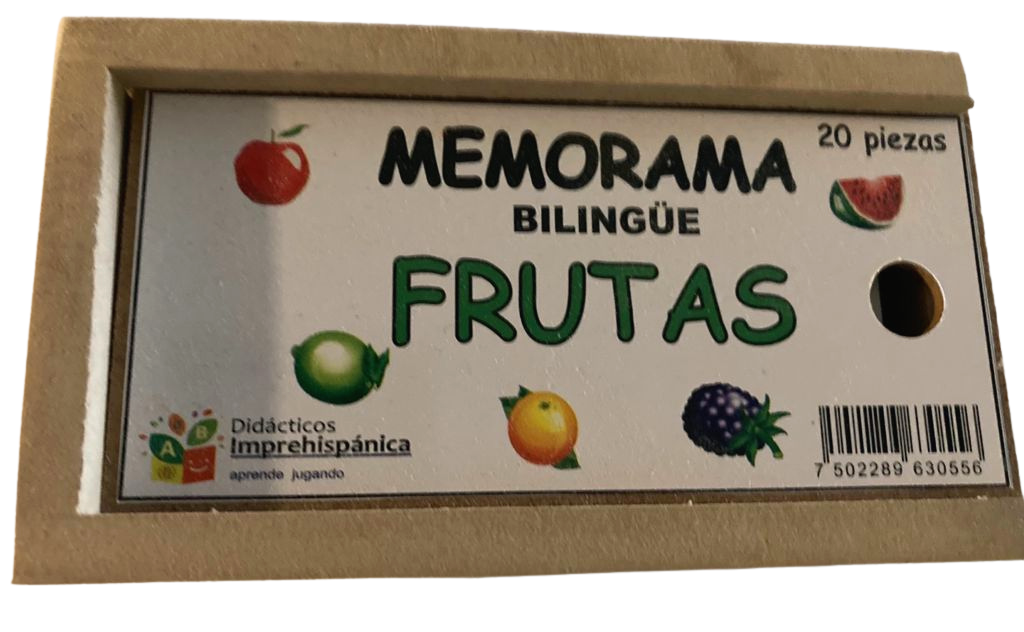 MEMORAMA
20 piezas
BILINGÜE
FRUTAS
A
B
Didácticos
Imprehispánica
aprende jugando
7 502289 630556